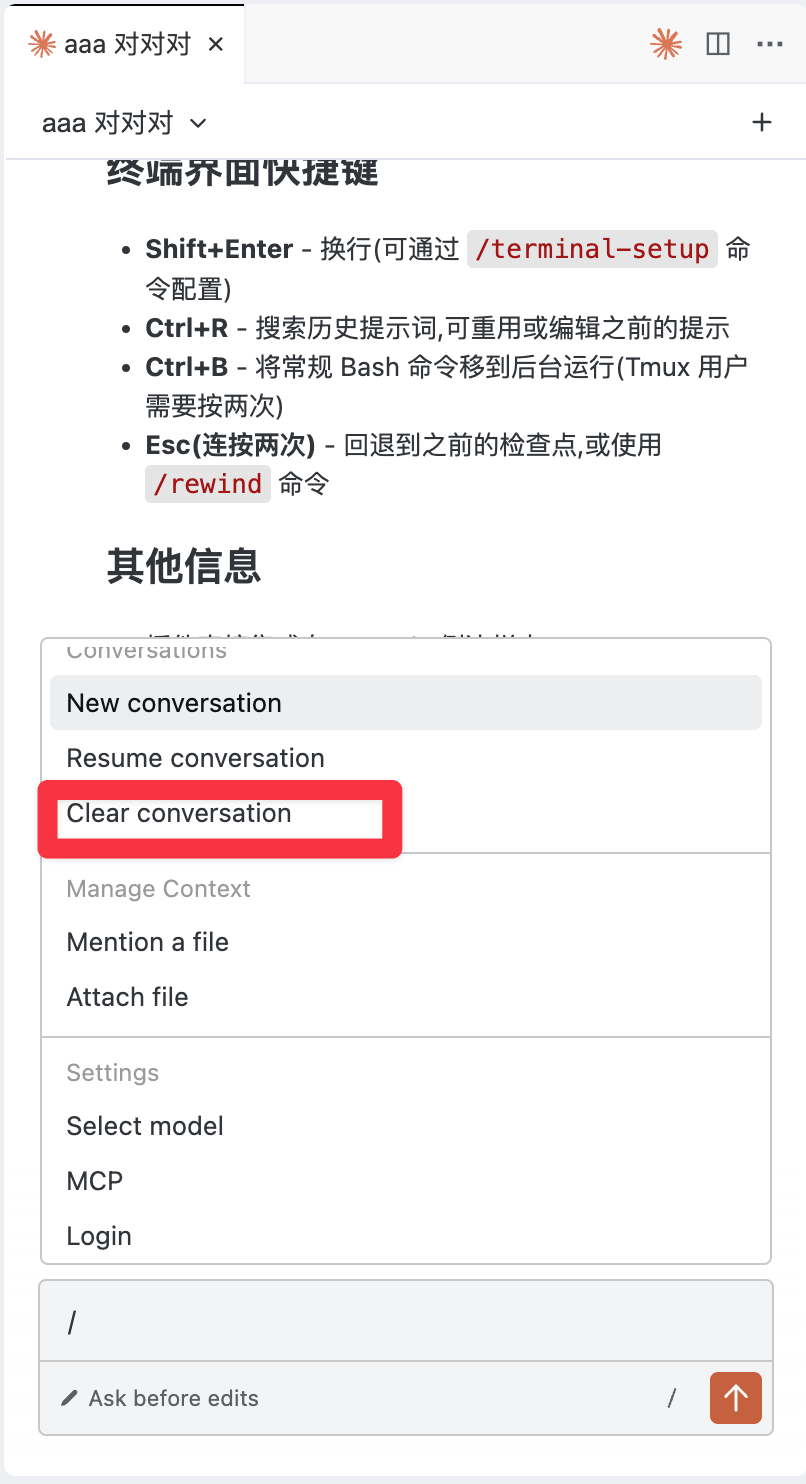 aaa 对对对
aaa 对对对
终端界面快捷键
Shift+Enter - 换行(可通过 /terminal-setup 命
令配置)
Ctrl+R - 搜索历史提示词,可重用或编辑之前的提示
Ctrl+B - 将常规 Bash 命令移到后台运行(Tmux 用户
需要按两次)
Esc(连按两次) - 回退到之前的检查点,或使用
/rewind 命令
其他信息
Conversations
New conversation
Resume conversation
Clear conversation
Manage Context
Mention a file
Attach file
Settings
Select model
MCP
Login
/
Ask before edits
/